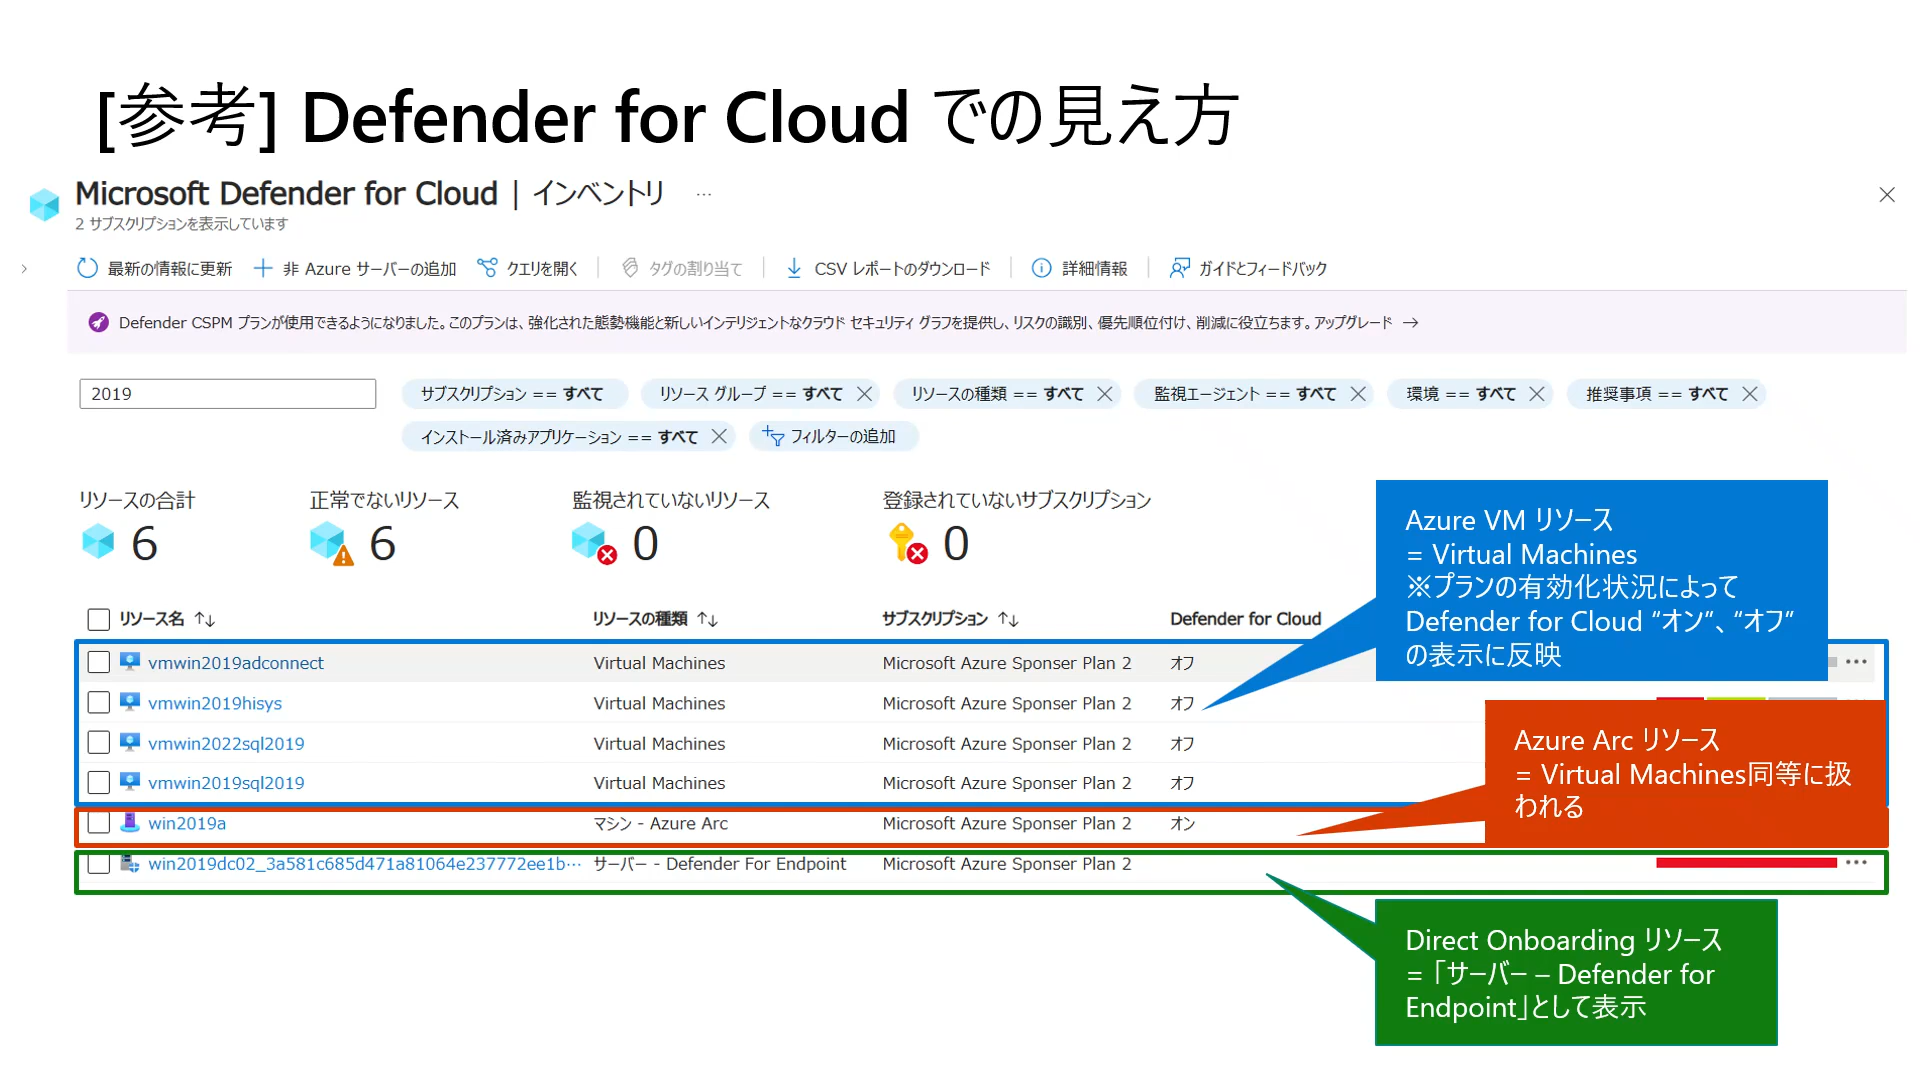 [参考] Defender for Cloud での見え方
Microsoft Defender for Cloud | インベントリ ...
2 サブスクリプションを表示しています
最新の情報に更新 非 Azure サーバーの追加 クエリを開く タグの割り当て CSV レポートのダウンロード 詳細情報 ガイドとフィードバック
Defender CSPM プランが使用できるようになりました。このプランは、強化された態勢機能と新しいインテリジェントなクラウド セキュリティ グラフを提供し、リスクの識別、優先順位付け、削減に役立ちます。アップグレード →
2019
サブスクリプション == すべて リソース グループ == すべて リソースの種類 == すべて 監視エージェント == すべて 環境 == すべて 推奨事項 == すべて
インストール済みアプリケーション == すべて フィルターの追加
リソースの合計 正常でないリソース 監視されていないリソース 登録されていないサブスクリプション
6 6 0 0
Azure VM リソース
= Virtual Machines
※プランの有効化状況によって
Defender for Cloud “オン”、“オフ”
の表示に反映
リソース名 ↑↓ リソースの種類 ↑↓ サブスクリプション ↑↓ Defender for Cloud
vmwin2019adconnect Virtual Machines Microsoft Azure Sponser Plan 2 オフ
vmwin2019hisys Virtual Machines Microsoft Azure Sponser Plan 2 オフ
vmwin2022sql2019 Virtual Machines Microsoft Azure Sponser Plan 2 オフ
vmwin2019sql2019 Virtual Machines Microsoft Azure Sponser Plan 2 オフ
win2019a マシン - Azure Arc Microsoft Azure Sponser Plan 2 オン
win2019dc02_3a581c685d471a81064e237772ee1b… サーバー - Defender For Endpoint Microsoft Azure Sponser Plan 2
Azure Arc リソース
= Virtual Machines同等に扱
われる
Direct Onboarding リソース
= 「サーバー – Defender for
Endpoint」として表示